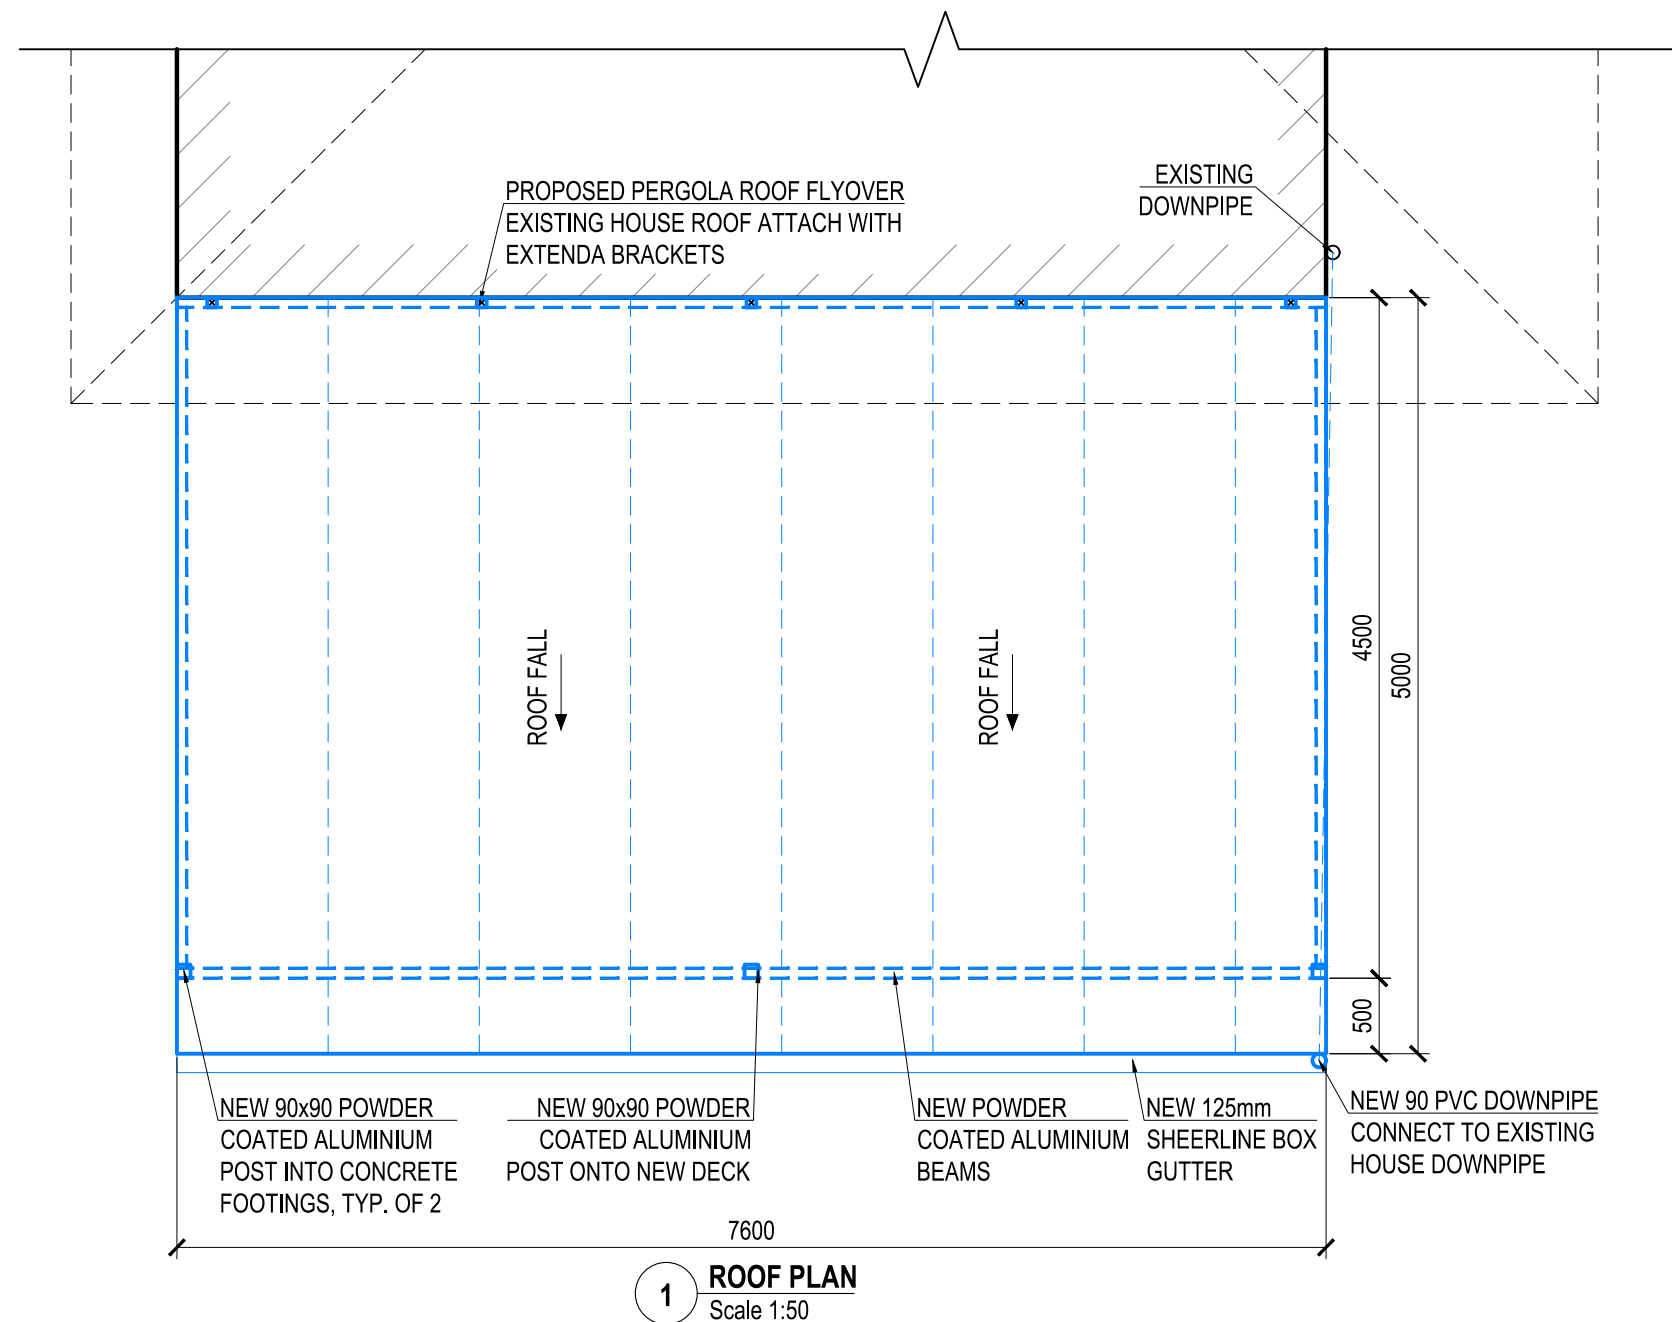 PROPOSED PERGOLA ROOF FLYOVER
EXISTING HOUSE ROOF ATTACH WITH
EXTENDA BRACKETS
EXISTING
DOWNPIPE
ROOF FALL
ROOF FALL
4500
5000
500
NEW 90x90 POWDER
COATED ALUMINIUM
POST INTO CONCRETE
FOOTINGS, TYP. OF 2
NEW 90x90 POWDER
COATED ALUMINIUM
POST ONTO NEW DECK
NEW POWDER
COATED ALUMINIUM
BEAMS
NEW 125mm
SHEERLINE BOX
GUTTER
NEW 90 PVC DOWNPIPE
CONNECT TO EXISTING
HOUSE DOWNPIPE
7600
1
ROOF PLAN
Scale 1:50